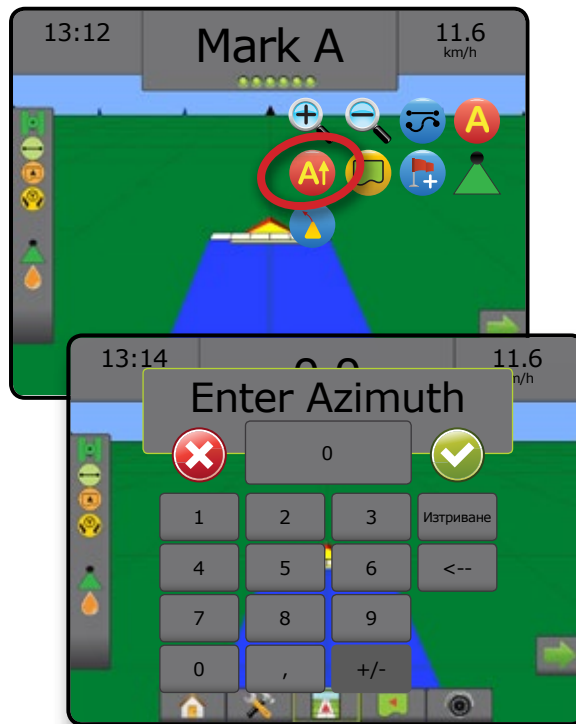 13:12
Mark A
11.6
km/h
A
A
13:14
11.6
Enter Azimuth
0
1 2 3 Изтриване
4 5 6 <--
7 8 9
0 , +/-